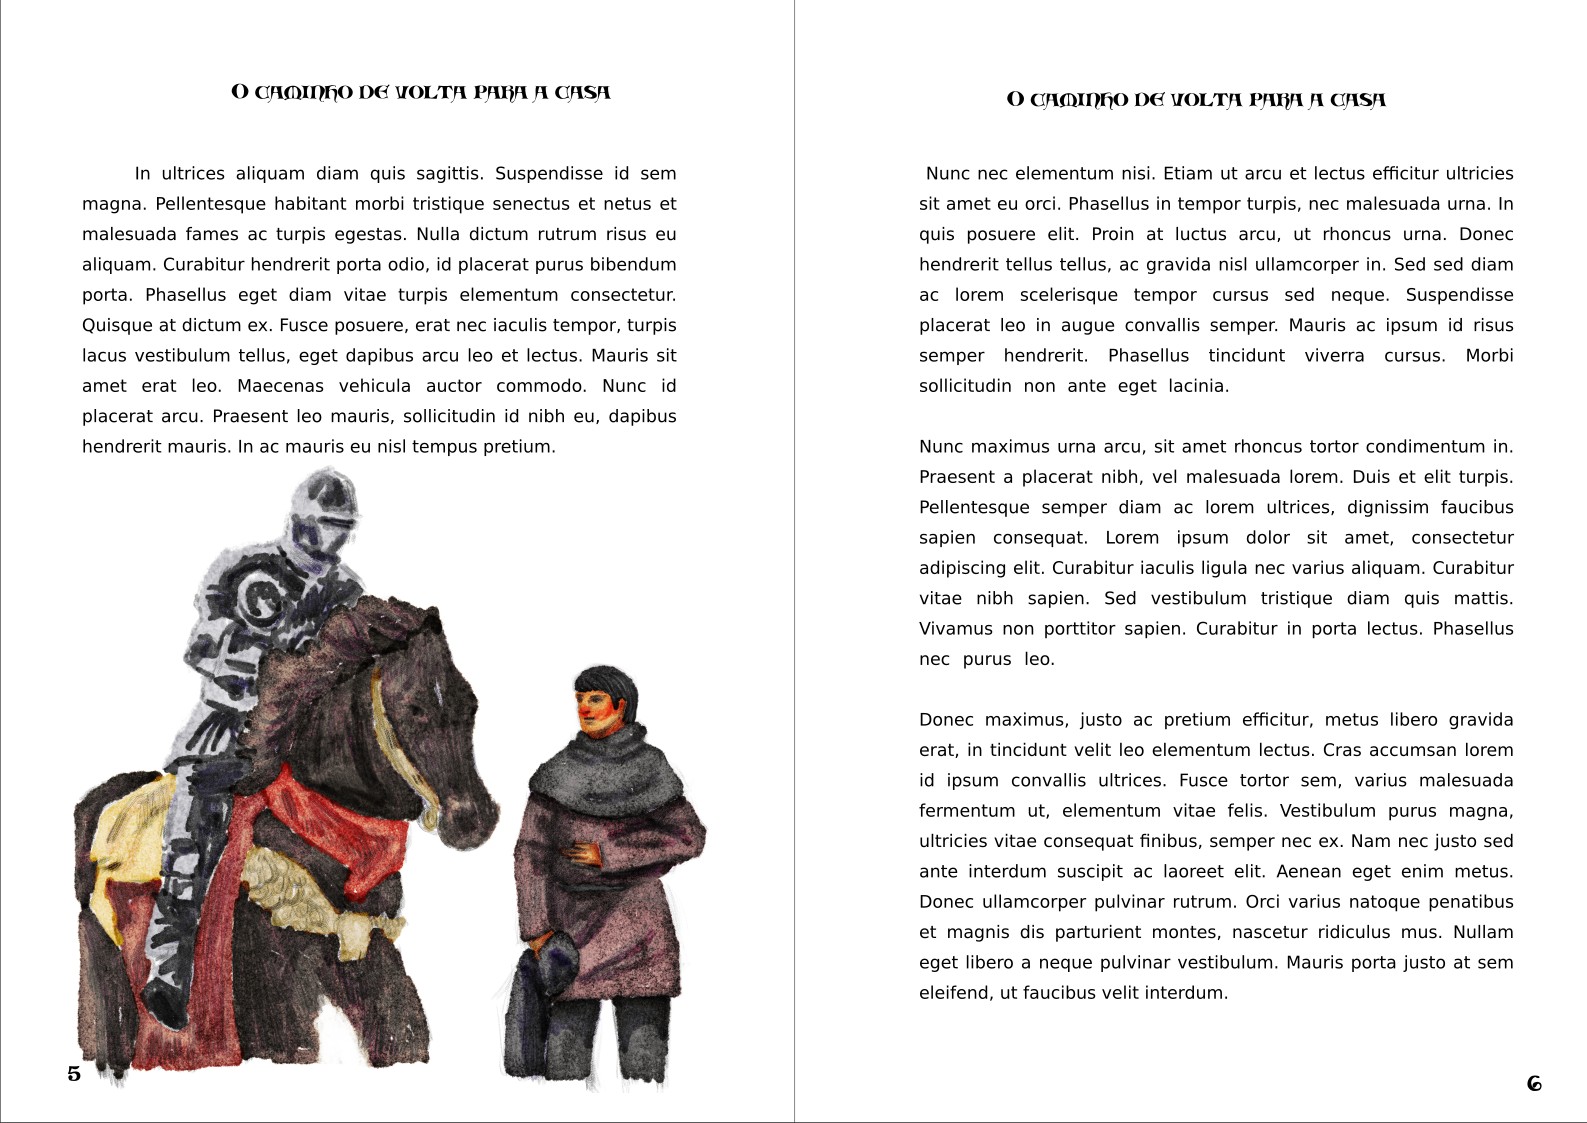 O CAMINHO DE VOLTA PARA A CASA
In ultrices aliquam diam quis sagittis. Suspendisse id sem
magna. Pellentesque habitant morbi tristique senectus et netus et
malesuada fames ac turpis egestas. Nulla dictum rutrum risus eu
aliquam. Curabitur hendrerit porta odio, id placerat purus bibendum
porta. Phasellus eget diam vitae turpis elementum consectetur.
Quisque at dictum ex. Fusce posuere, erat nec iaculis tempor, turpis
lacus vestibulum tellus, eget dapibus arcu leo et lectus. Mauris sit
amet erat leo. Maecenas vehicula auctor commodo. Nunc id
placerat arcu. Praesent leo mauris, sollicitudin id nibh eu, dapibus
hendrerit mauris. In ac mauris eu nisl tempus pretium.
5
O CAMINHO DE VOLTA PARA A CASA
Nunc nec elementum nisi. Etiam ut arcu et lectus efficitur ultricies
sit amet eu orci. Phasellus in tempor turpis, nec malesuada urna. In
quis posuere elit. Proin at luctus arcu, ut rhoncus urna. Donec
hendrerit tellus tellus, ac gravida nisl ullamcorper in. Sed sed diam
ac lorem scelerisque tempor cursus sed neque. Suspendisse
placerat leo in augue convallis semper. Mauris ac ipsum id risus
semper hendrerit. Phasellus tincidunt viverra cursus. Morbi
sollicitudin non ante eget lacinia.
Nunc maximus urna arcu, sit amet rhoncus tortor condimentum in.
Praesent a placerat nibh, vel malesuada lorem. Duis et elit turpis.
Pellentesque semper diam ac lorem ultrices, dignissim faucibus
sapien consequat. Lorem ipsum dolor sit amet, consectetur
adipiscing elit. Curabitur iaculis ligula nec varius aliquam. Curabitur
vitae nibh sapien. Sed vestibulum tristique diam quis mattis.
Vivamus non porttitor sapien. Curabitur in porta lectus. Phasellus
nec purus leo.
Donec maximus, justo ac pretium efficitur, metus libero gravida
erat, in tincidunt velit leo elementum lectus. Cras accumsan lorem
id ipsum convallis ultrices. Fusce tortor sem, varius malesuada
fermentum ut, elementum vitae felis. Vestibulum purus magna,
ultricies vitae consequat finibus, semper nec ex. Nam nec justo sed
ante interdum suscipit ac laoreet elit. Aenean eget enim metus.
Donec ullamcorper pulvinar rutrum. Orci varius natoque penatibus
et magnis dis parturient montes, nascetur ridiculus mus. Nullam
eget libero a neque pulvinar vestibulum. Mauris porta justo at sem
eleifend, ut faucibus velit interdum.
6